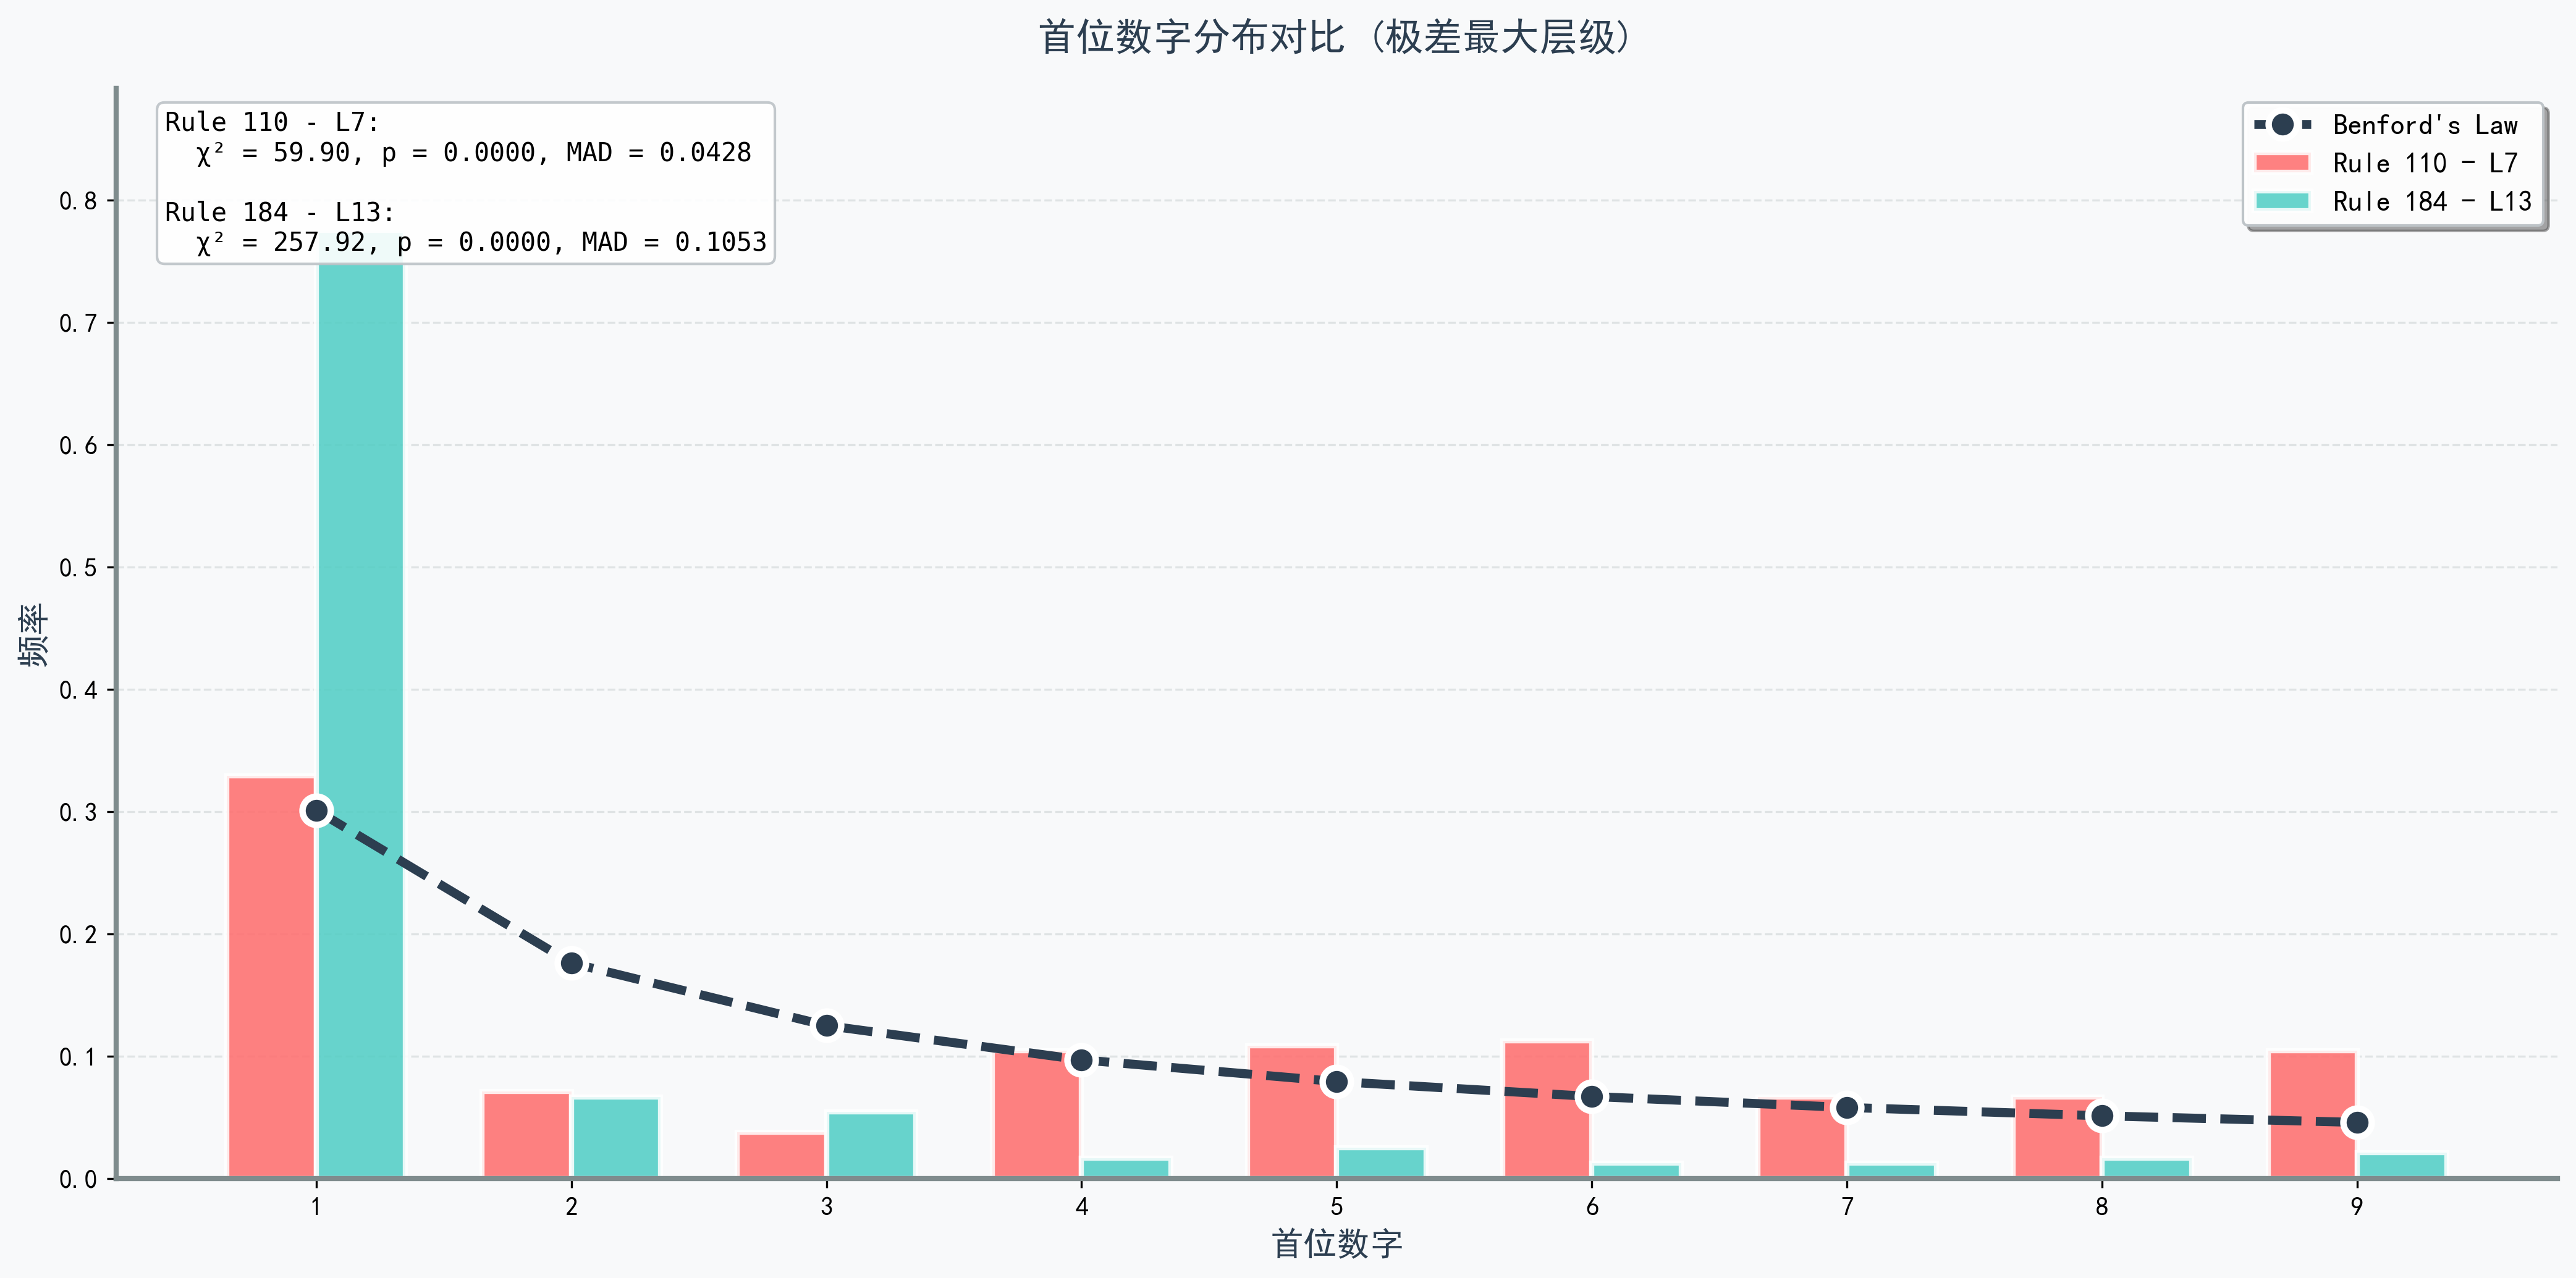 首位数字分布对比（极差最大层级）
Rule 110 - L7:
χ² = 59.90, p = 0.0000, MAD = 0.0428
Rule 184 - L13:
χ² = 257.92, p = 0.0000, MAD = 0.1053
Benford's Law
Rule 110 - L7
Rule 184 - L13
频率
0.8
0.7
0.6
0.5
0.4
0.3
0.2
0.1
0.0
1 2 3 4 5 6 7 8 9
首位数字